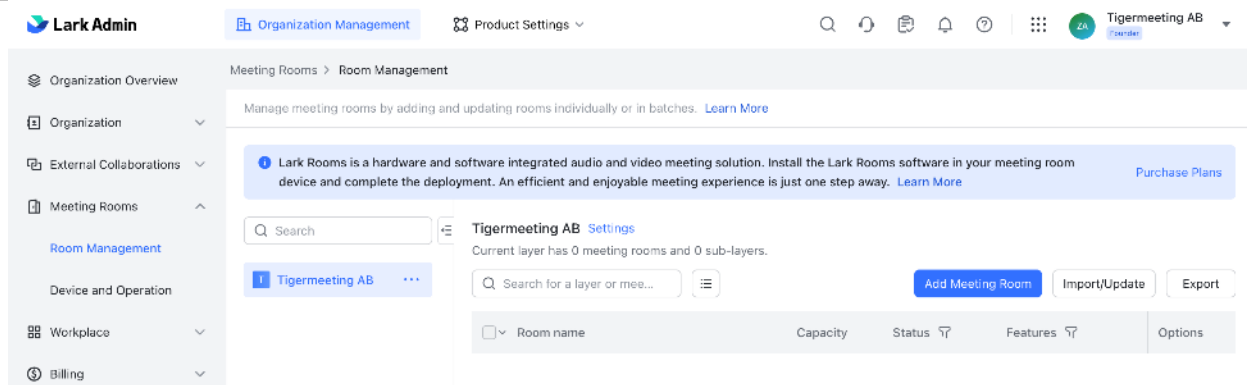 Lark Admin
Organization Management
Product Settings
ZA
Tigermeeting AB
Founder
Organization Overview
Organization
External Collaborations
Meeting Rooms
Room Management
Device and Operation
Workplace
Billing
Meeting Rooms > Room Management
Manage meeting rooms by adding and updating rooms individually or in batches. Learn More
Lark Rooms is a hardware and software integrated audio and video meeting solution. Install the Lark Rooms software in your meeting room
device and complete the deployment. An efficient and enjoyable meeting experience is just one step away. Learn More
Purchase Plans
Search
T Tigermeeting AB ...
Tigermeeting AB Settings
Current layer has 0 meeting rooms and 0 sub-layers.
Search for a layer or mee...
Add Meeting Room
Import/Update
Export
Room name Capacity Status Features Options